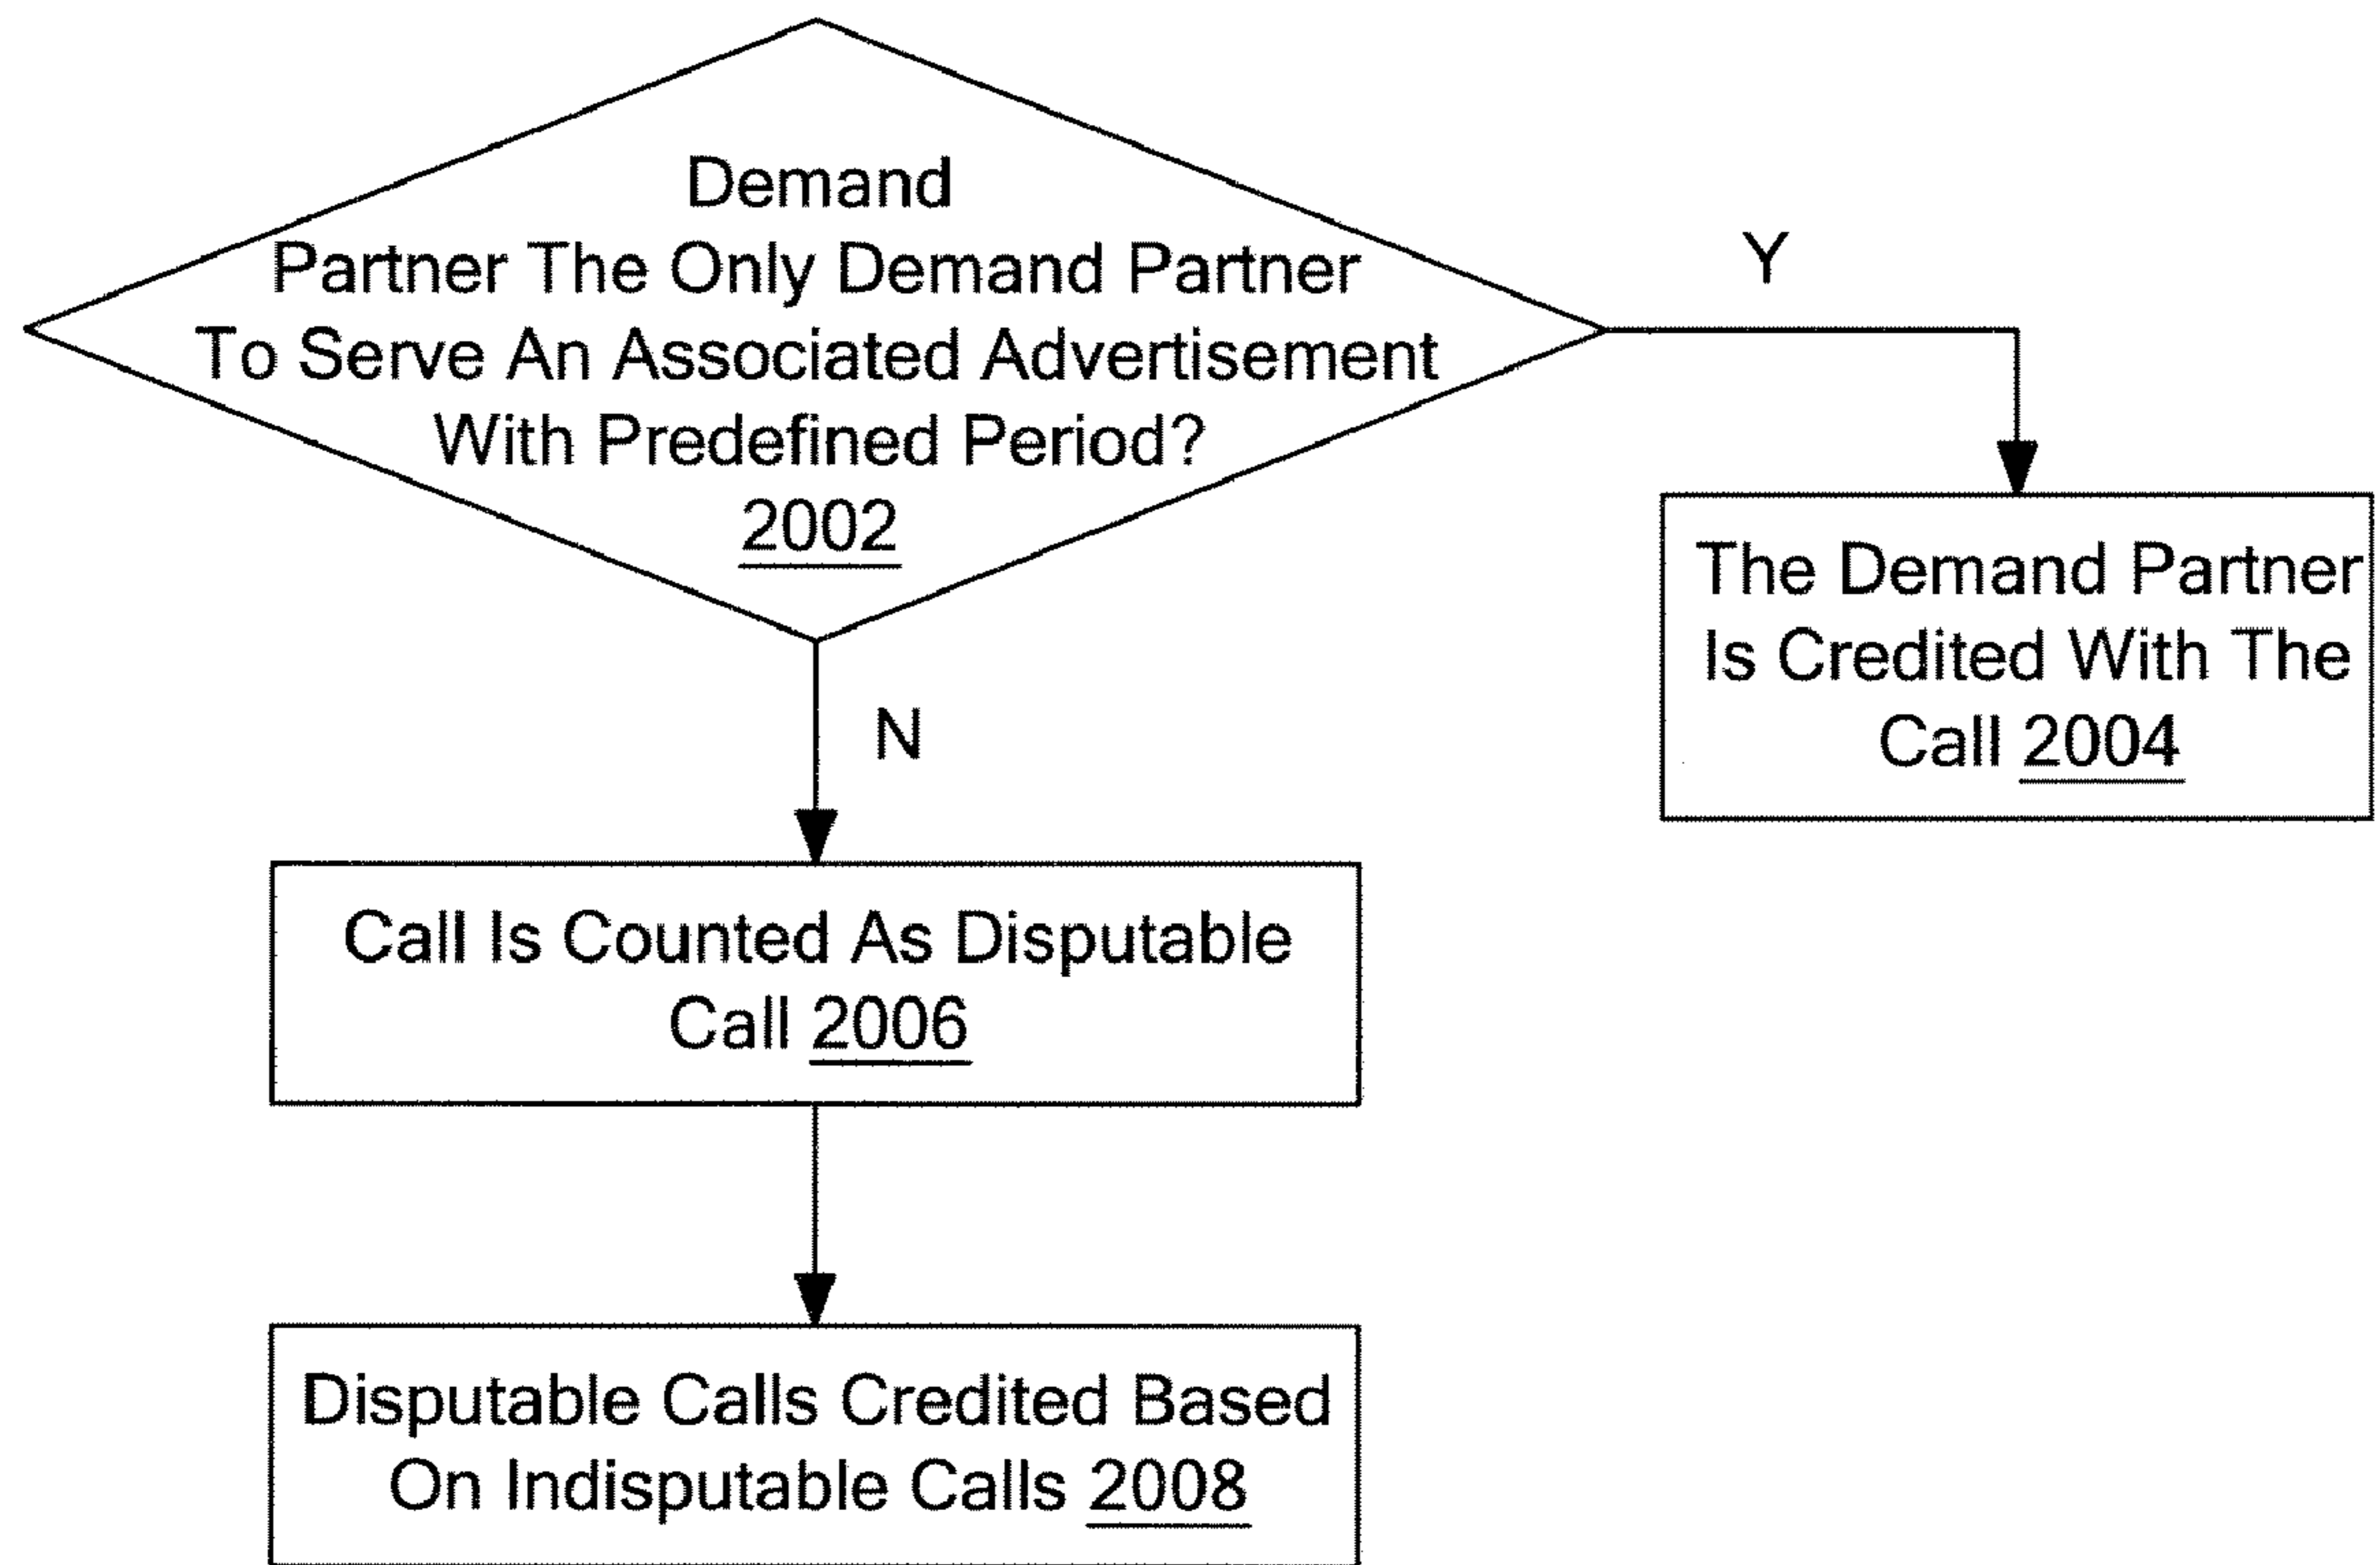 Demand
Partner The Only Demand Partner
To Serve An Associated Advertisement
With Predefined Period?
2002
Y
The Demand Partner
Is Credited With The
Call 2004
N
Call Is Counted As Disputable
Call 2006
Disputable Calls Credited Based
On Indisputable Calls 2008